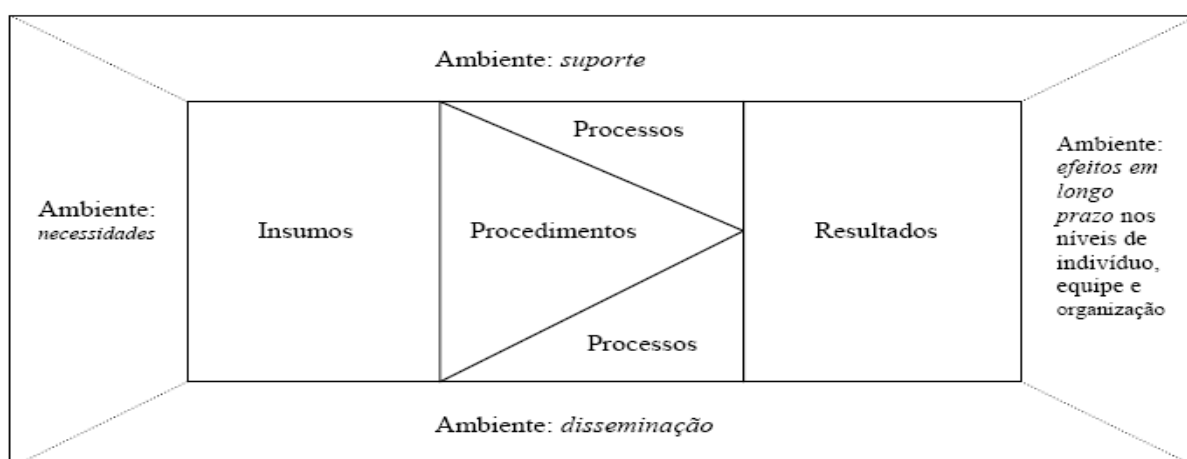 Ambiente: suporte
Processos
Ambiente:
necessidades
Insumos
Procedimentos
Resultados
Ambiente:
efeitos em
longo
prazo nos
níveis de
indivíduo,
equipe e
organização
Processos
Ambiente: disseminação